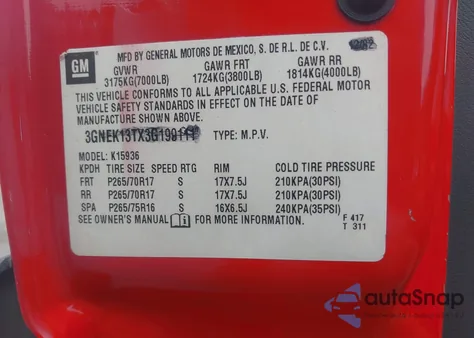 MFD BY GENERAL MOTORS DE MEXICO, S. DE R.L. DE C.V.
GM
GVWR GAWR FRT GAWR RR
3175KG(7000LB) 1724KG(3800LB) 1814KG(4000LB)
THIS VEHICLE CONFORMS TO ALL APPLICABLE U.S. FEDERAL MOTOR
VEHICLE SAFETY STANDARDS IN EFFECT ON THE DATE
OF MANUFACTURE SHOWN ABOVE.
TYPE: M.P.V.
MODEL: K15936
KPDH TIRE SIZE SPEED RTG RIM COLD TIRE PRESSURE
FRT P265/70R17 S 17X7.5J 210KPA(30PSI)
RR P265/70R17 S 17X7.5J 210KPA(30PSI)
SPA P265/75R16 S 16X6.5J 240KPA(35PSI)
SEE OWNER'S MANUAL FOR MORE INFORMATION.
F 417
T 311
autoSnap